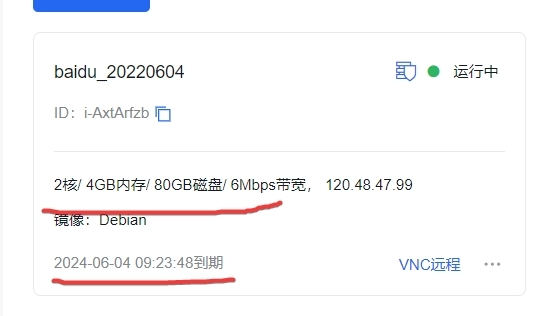 baidu_20220604
运行中
ID: i-AxtArfzb
2核/ 4GB内存/ 80GB磁盘/ 6Mbps带宽， 120.48.47.99
镜像: Debian
2024-06-04 09:23:48到期
VNC远程